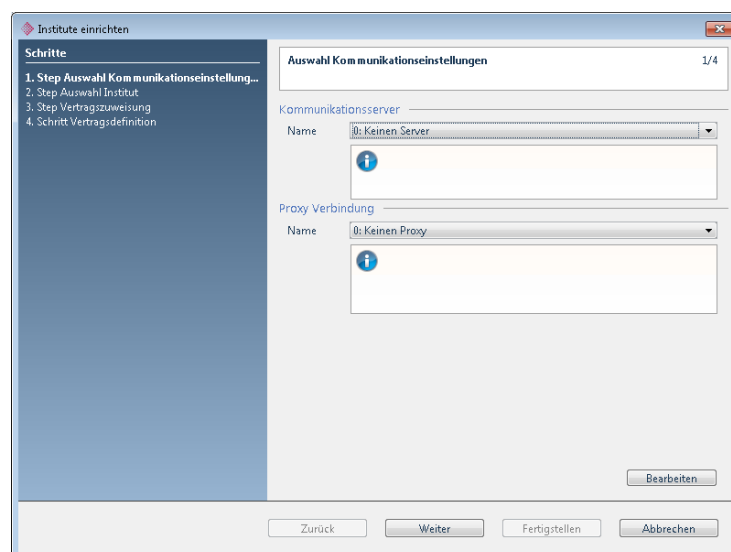 Institute einrichten
Schritte
1. Step Auswahl Kommunikationseinstellung...
2. Step Auswahl Institut
3. Step Vertragszuweisung
4. Schritt Vertragsdefinition
Auswahl Kommunikationseinstellungen 1/4
Kommunikationsserver
Name 0: Keinen Server
Proxy Verbindung
Name 0: Keinen Proxy
Bearbeiten
Zurück Weiter Fertigstellen Abbrechen